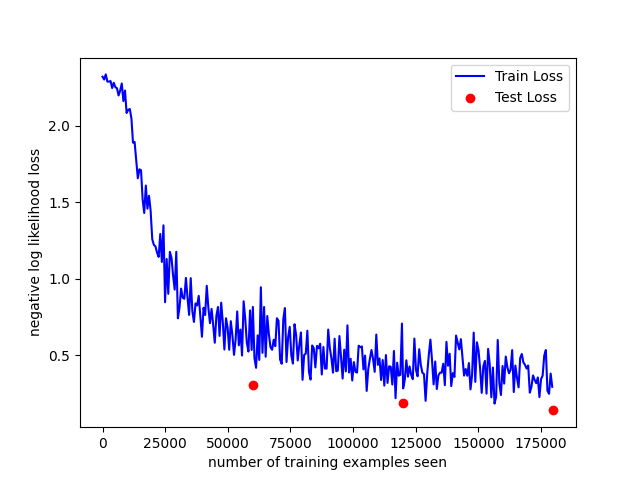 Train Loss
Test Loss
negative log likelihood loss
2.0
1.5
1.0
0.5
0 25000 50000 75000 100000 125000 150000 175000
number of training examples seen